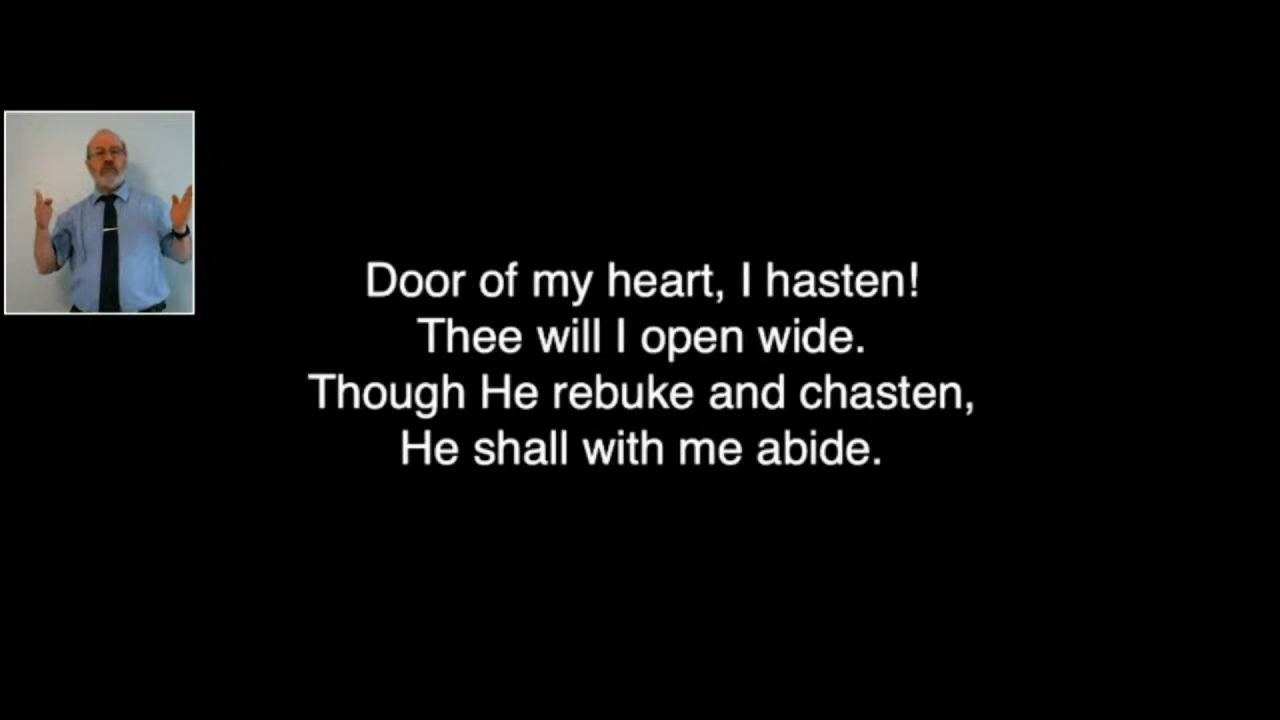 Door of my heart, I hasten!
Thee will I open wide.
Though He rebuke and chasten,
He shall with me abide.